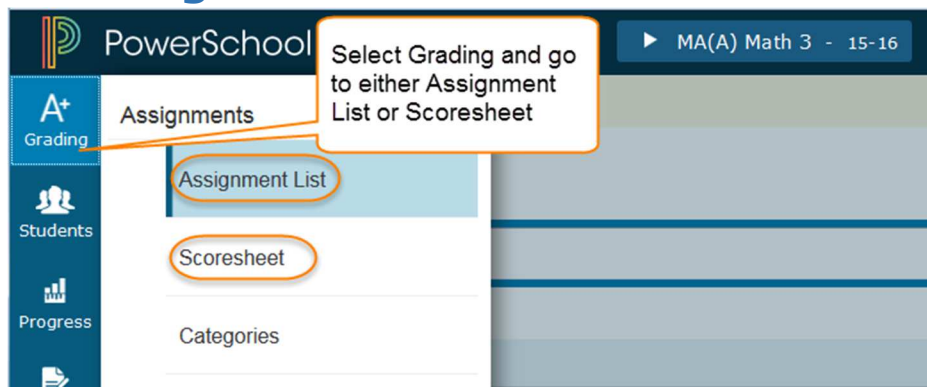 PowerSchool
Select Grading and go
to either Assignment
List or Scoresheet
MA(A) Math 3 - 15-16
A+
Grading
Assignments
Assignment List
Students
Scoresheet
Progress
Categories